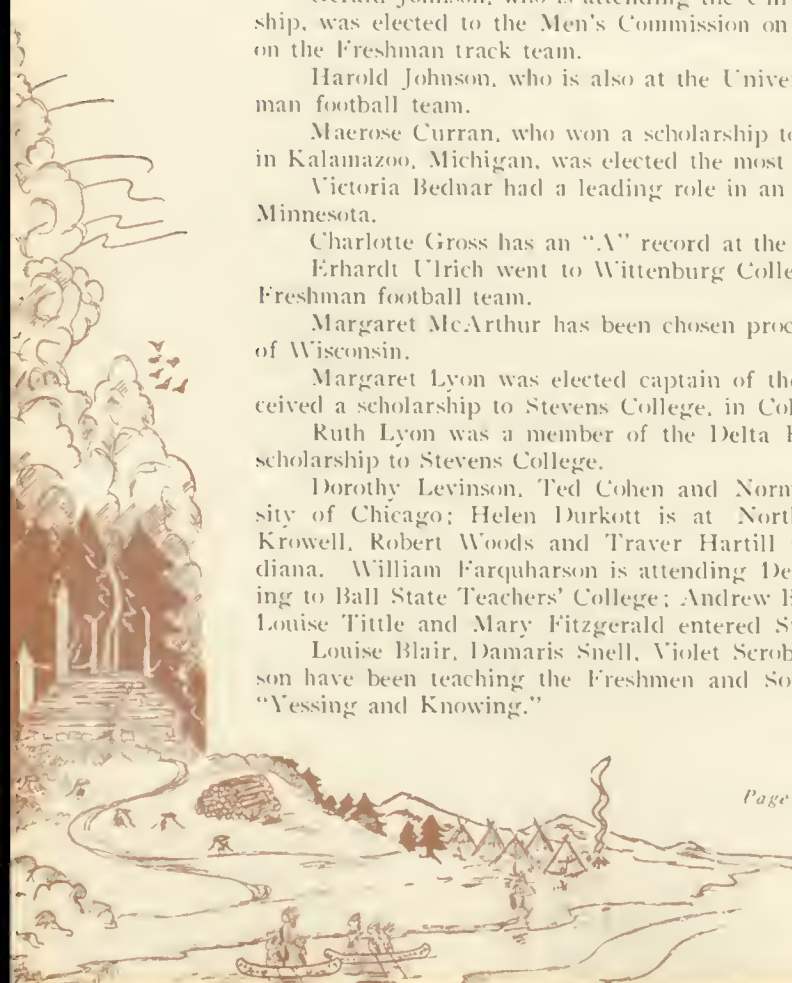 Gerald Johnson, who is attending the
ship, was elected to the Men's Commission on
on the Freshman track team.
Harold Johnson, who is also at the Unive
man football team.
Maerose Curran, who won a scholarship to
in Kalamazoo, Michigan, was elected the most
Victoria Bednar had a leading role in an
Minnesota.
Charlotte Gross has an "A" record at the
Erhardt Ulrich went to Wittenburg Colle
Freshman football team.
Margaret McArthur has been chosen proc
of Wisconsin.
Margaret Lyon was elected captain of the
ceived a scholarship to Stevens College, in Col
Ruth Lyon was a member of the Delta
scholarship to Stevens College.
Dorothy Levinson, Ted Cohen and Norm
sity of Chicago; Helen Durkott is at North
Krowell, Robert Woods and Traver Hartill
diana. William Farquharson is attending De
ing to Ball State Teachers' College; Andrew
Louise Tittle and Mary Fitzgerald entered S
Louise Blair, Damaris Snell, Violet Scrob
son have been teaching the Freshmen and So
"Yessing and Knowing."
Page